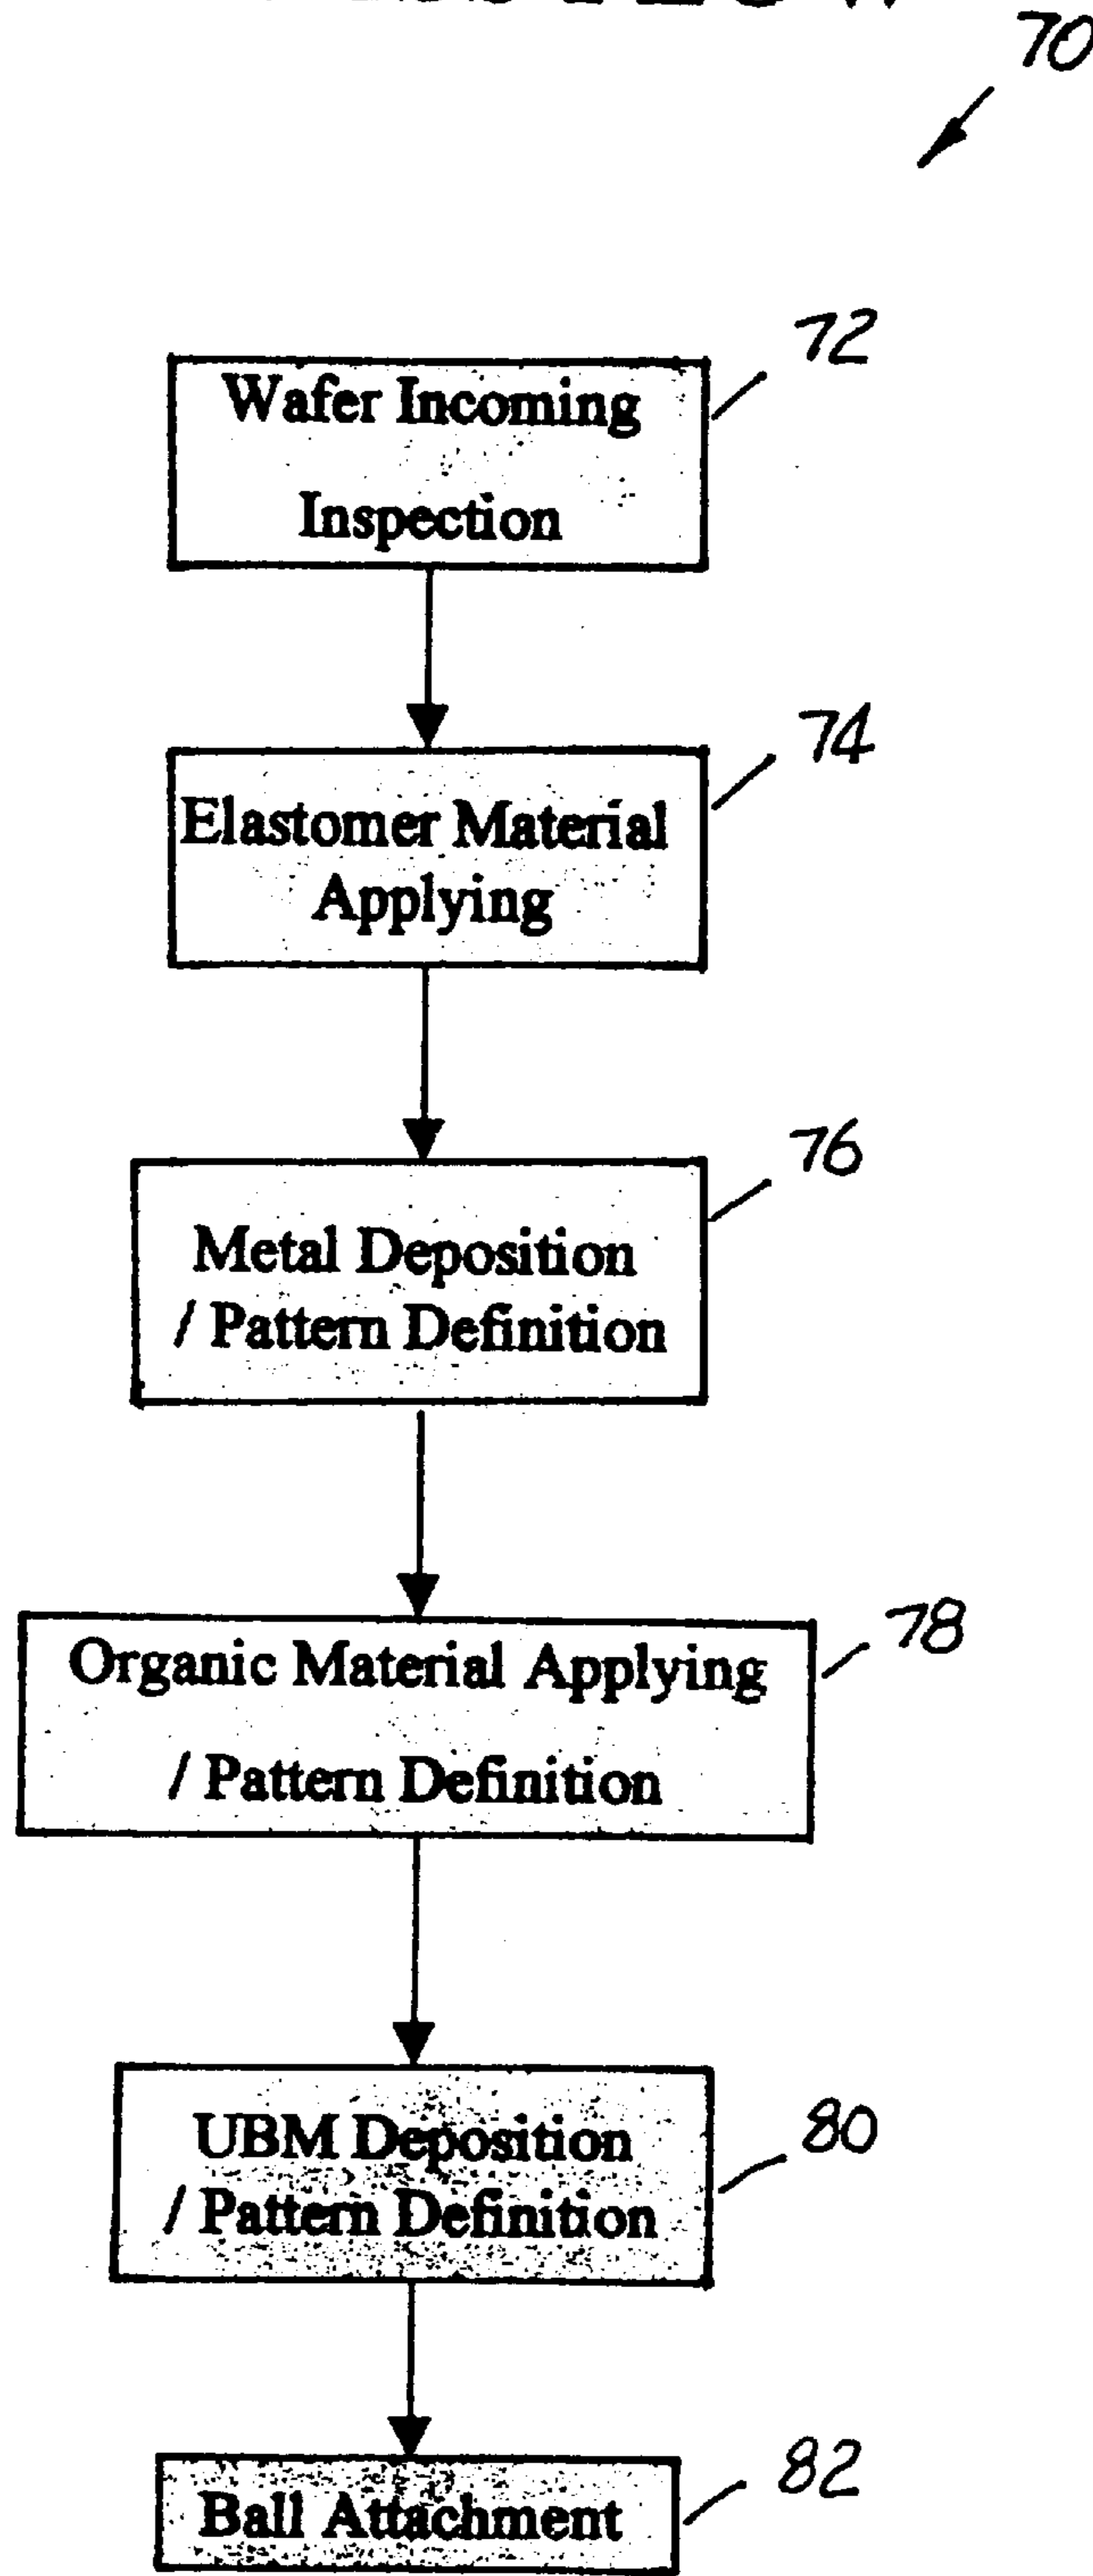 70
72
Wafer Incoming
Inspection
74
Elastomer Material
Applying
76
Metal Deposition
/ Pattern Definition
78
Organic Material Applying
/ Pattern Definition
80
UBM Deposition
/ Pattern Definition
82
Ball Attachment